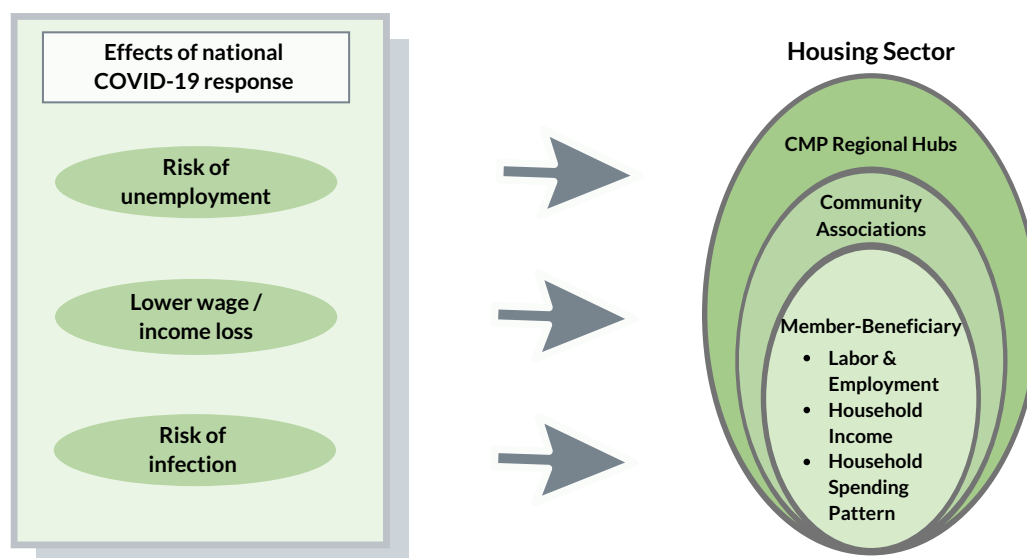 Effects of national
COVID-19 response
Risk of
unemployment
Lower wage /
income loss
Risk of
infection
Housing Sector
CMP Regional Hubs
Community
Associations
Member-Beneficiary
• Labor &
Employment
• Household
Income
• Household
Spending
Pattern